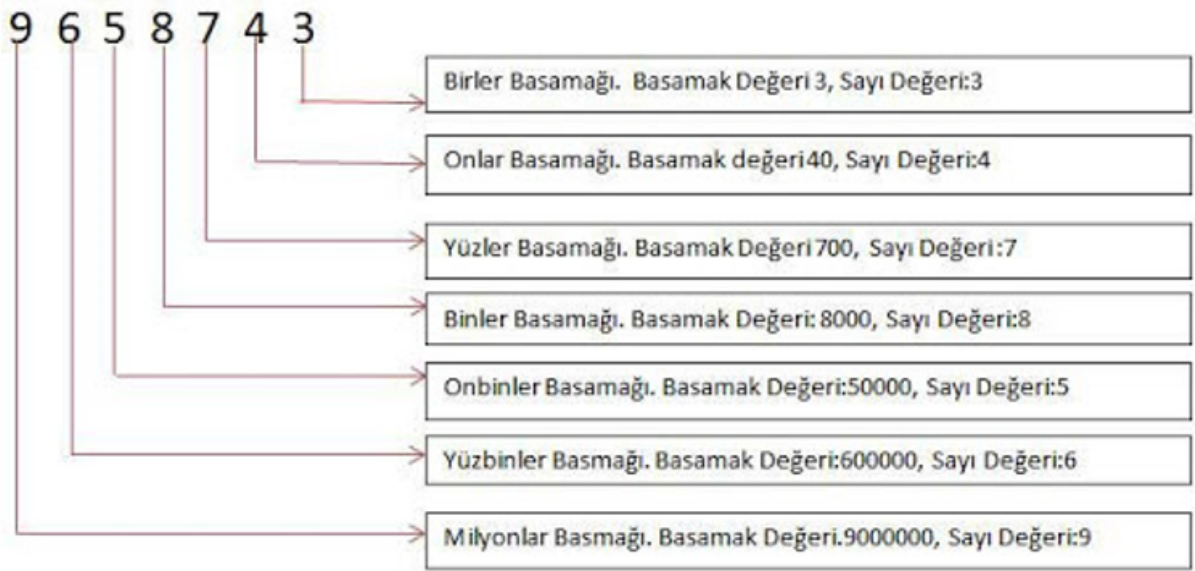 9 6 5 8 7 4 3
Birler Basamağı. Basamak Değeri 3, Sayı Değeri:3
Onlar Basamağı. Basamak değeri 40, Sayı Değeri:4
Yüzler Basamağı. Basamak Değeri 700, Sayı Değeri :7
Binler Basamağı. Basamak Değeri: 8000, Sayı Değeri:8
Onbinler Basamağı. Basamak Değeri:50000, Sayı Değeri:5
Yüzbinler Basmağı. Basamak Değeri:600000, Sayı Değeri:6
Milyonlar Basmağı. Basamak Değeri.9000000, Sayı Değeri:9